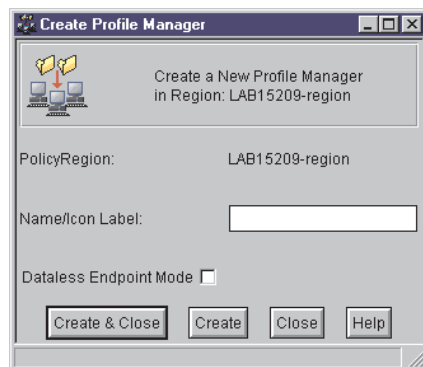 Create Profile Manager
Create a New Profile Manager
in Region: LAB15209-region
PolicyRegion: LAB15209-region
Name/Icon Label:
Dataless Endpoint Mode
Create & Close Create Close Help